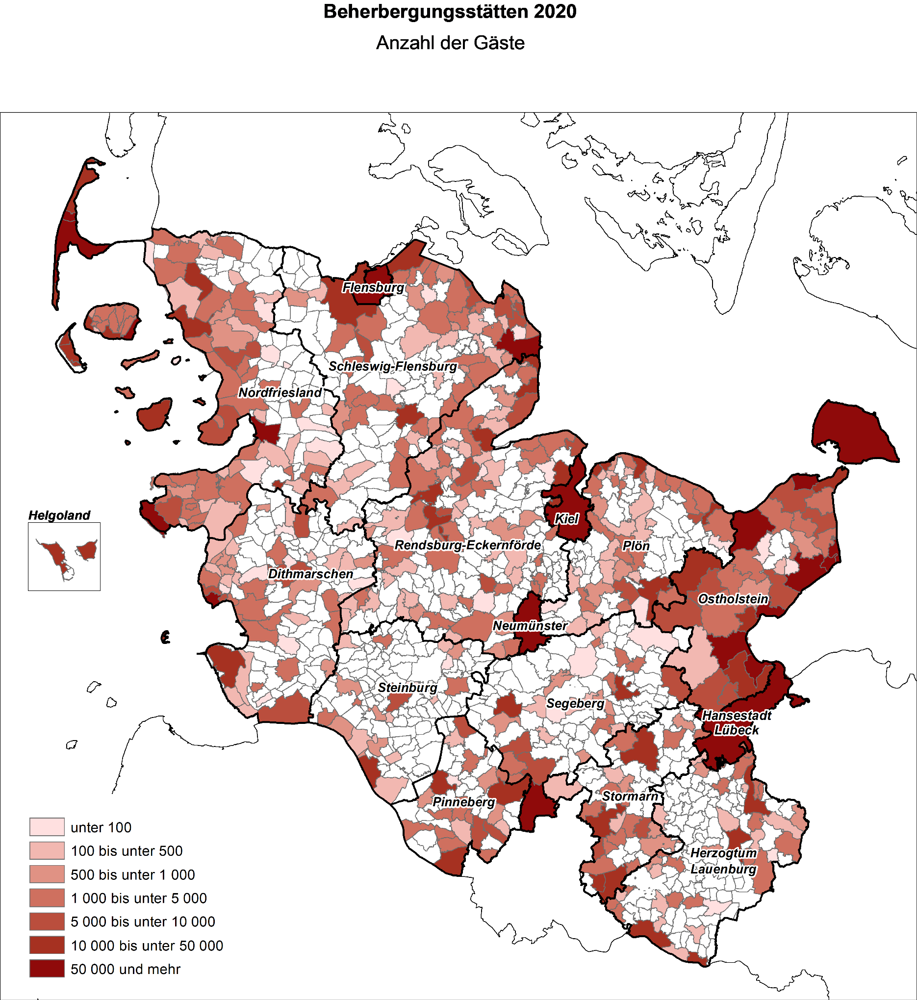 Beherbergungsstätten 2020
Anzahl der Gäste
Flensburg
Schleswig-Flensburg
Nordfriesland
Helgoland
Kiel
Rendsburg-Eckernförde
Plön
Dithmarschen
Ostholstein
Neumünster
Steinburg
Segeberg
Hansestadt
Lübeck
Stormarn
Pinneberg
Herzogtum
Lauenburg
unter 100
100 bis unter 500
500 bis unter 1 000
1 000 bis unter 5 000
5 000 bis unter 10 000
10 000 bis unter 50 000
50 000 und mehr